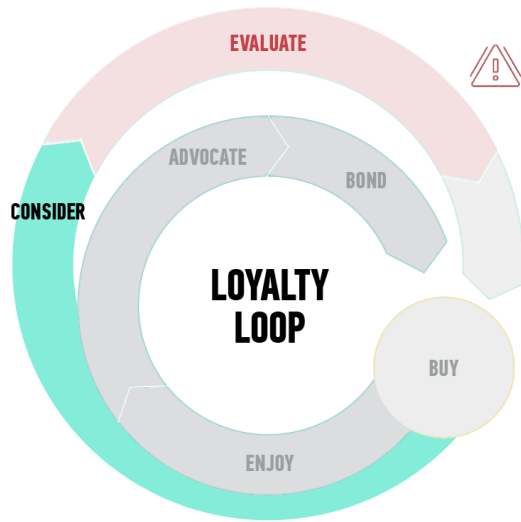 EVALUATE
ADVOCATE
BOND
CONSIDER
LOYALTY
LOOP
BUY
ENJOY